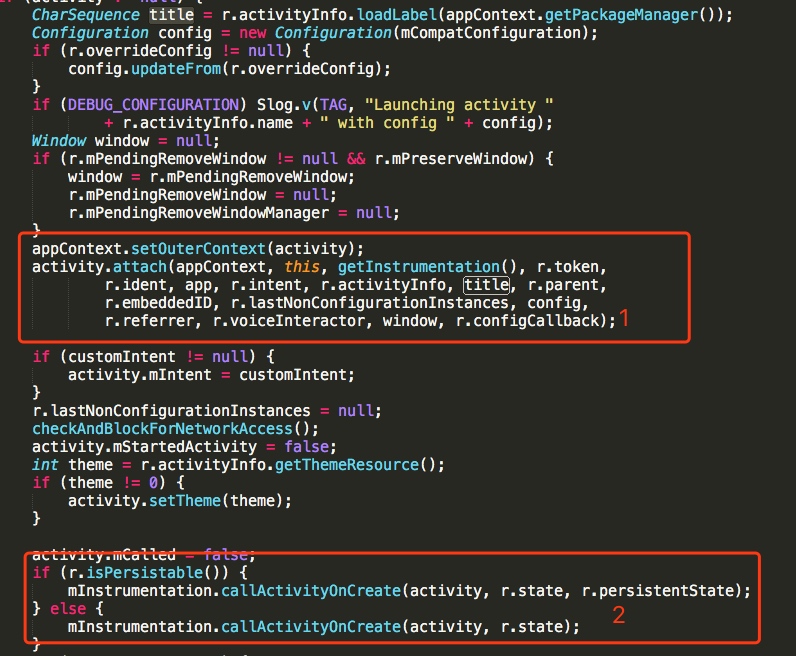 CharSequence title = r.activityInfo.loadLabel(appContext.getPackageManager());
Configuration config = new Configuration(mCompatConfiguration);
if (r.overrideConfig != null) {
config.updateFrom(r.overrideConfig);
}
if (DEBUG_CONFIGURATION) Slog.v(TAG, "Launching activity "
+ r.activityInfo.name + " with config " + config);
Window window = null;
if (r.mPendingRemoveWindow != null && r.mPreserveWindow) {
window = r.mPendingRemoveWindow;
r.mPendingRemoveWindow = null;
r.mPendingRemoveWindowManager = null;
}
appContext.setOuterContext(activity);
activity.attach(appContext, this, getInstrumentation(), r.token,
r.ident, app, r.intent, r.activityInfo, title, r.parent,
r.embeddedID, r.lastNonConfigurationInstances, config,
r.referrer, r.voiceInteractor, window, r.configCallback); 1
if (customIntent != null) {
activity.mIntent = customIntent;
}
r.lastNonConfigurationInstances = null;
checkAndBlockForNetworkAccess();
activity.mStartedActivity = false;
int theme = r.activityInfo.getThemeResource();
if (theme != 0) {
activity.setTheme(theme);
}
activity.mCalled = false;
if (r.isPersistable()) {
mInstrumentation.callActivityOnCreate(activity, r.state, r.persistentState);
} else {
2
mInstrumentation.callActivityOnCreate(activity, r.state);
}